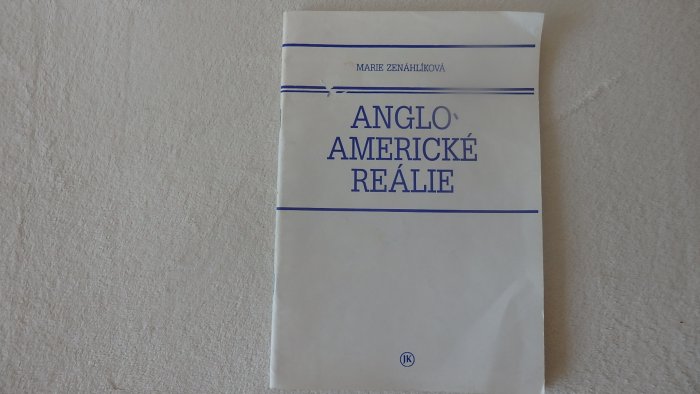 MARIE ZENÁHLÍKOVÁ
ANGLO
AMERICKÉ
REÁLIE
JK